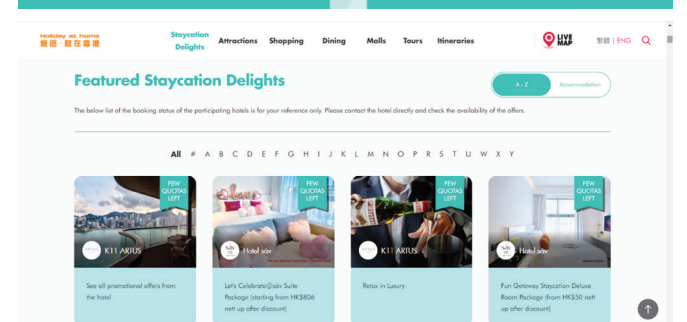 Holiday at home
Staycation Delights
Attractions
Shopping
Dining
Malls
Tours
Itineraries
LIVE MAP
繁體 | ENG
Featured Staycation Delights
A - Z
Accommodation
The below list of the booking status of the participating hotels is for your reference only. Please contact the hotel directly and check the availability of the offers.
All # A B C D E F G H I J K L M N O P R S T U W X Y
FEW QUOTAS LEFT
K11 ARTUS
See all promotional offers from
the hotel
FEW QUOTAS LEFT
Hotel sáv
Let's Celebrate@sáv Suite
Package (starting from HK$806
nett up after discount)
FEW QUOTAS LEFT
K11 ARTUS
Relax in Luxury
FEW QUOTAS LEFT
Hotel sáv
Fun Getaway Staycation Deluxe
Room Package (from HK$50 nett
up after discount)